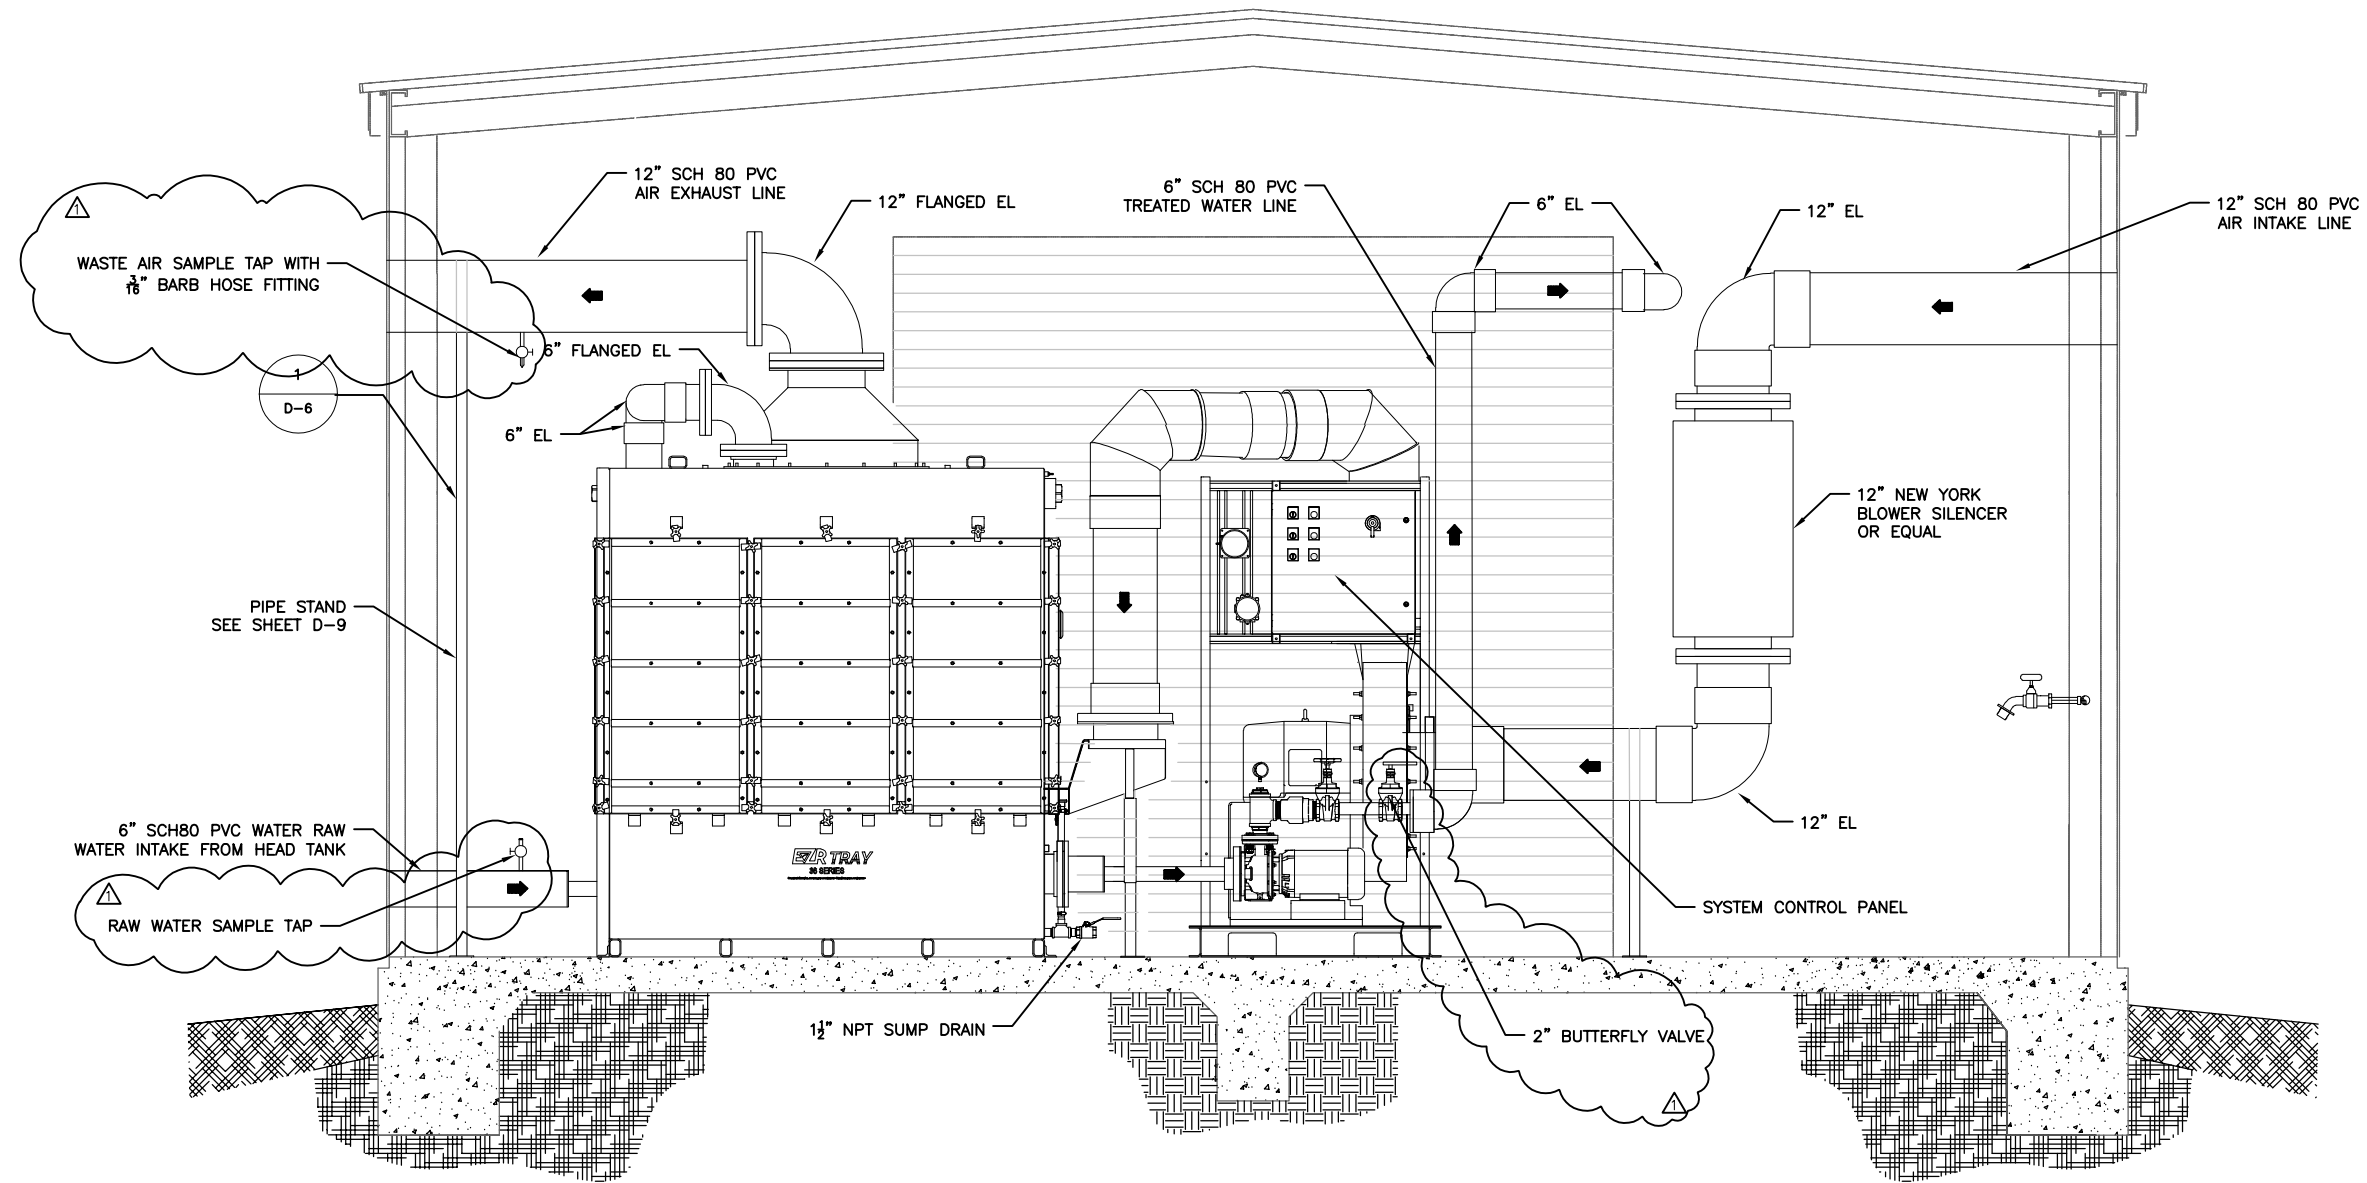 12" SCH 80 PVC
AIR EXHAUST LINE
12" FLANGED EL
6" SCH 80 PVC
TREATED WATER LINE
6" EL
12" EL
12" SCH 80 PVC
AIR INTAKE LINE
1
WASTE AIR SAMPLE TAP WITH
3/16" BARB HOSE FITTING
6" FLANGED EL
1
D-6
6" EL
12" NEW YORK
BLOWER SILENCER
OR EQUAL
PIPE STAND
SEE SHEET D-9
6" SCH80 PVC WATER RAW
WATER INTAKE FROM HEAD TANK
12" EL
EZR TRAY
36 SERIES
1
RAW WATER SAMPLE TAP
SYSTEM CONTROL PANEL
1 1/2" NPT SUMP DRAIN
2" BUTTERFLY VALVE
1